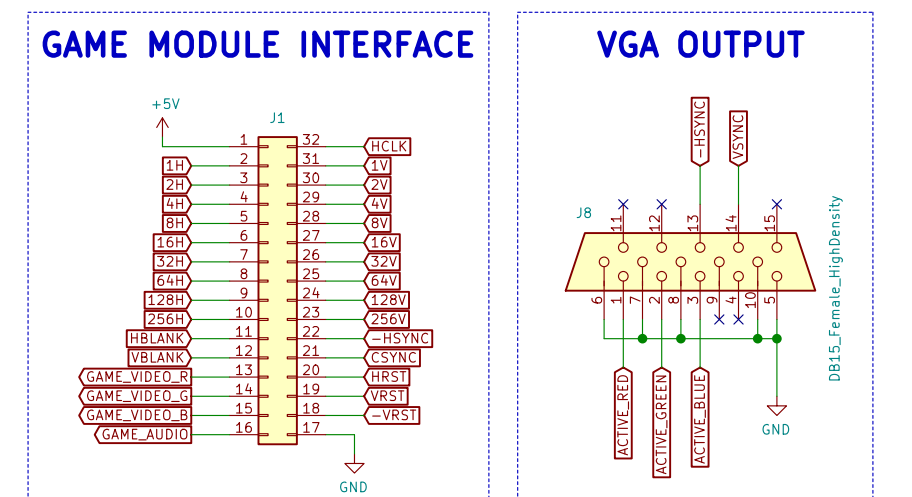 GAME MODULE INTERFACE
VGA OUTPUT
+5V
J1
1 32 HCLK
1H 2 31 1V
2H 3 30 2V
4H 4 29 4V
8H 5 28 8V
16H 6 27 16V
32H 7 26 32V
64H 8 25 64V
128H 9 24 128V
256H 10 23 256V
HBLANK 11 22 -HSYNC
VBLANK 12 21 CSYNC
GAME_VIDEO_R 13 20 HRST
GAME_VIDEO_G 14 19 VRST
GAME_VIDEO_B 15 18 -VRST
GAME_AUDIO 16 17
GND
-HSYNC
VSYNC
J8
11 12 13 14 15
6 1 7 2 8 3 9 4 10 5
DB15_Female_HighDensity
ACTIVE_RED
ACTIVE_GREEN
ACTIVE_BLUE
GND